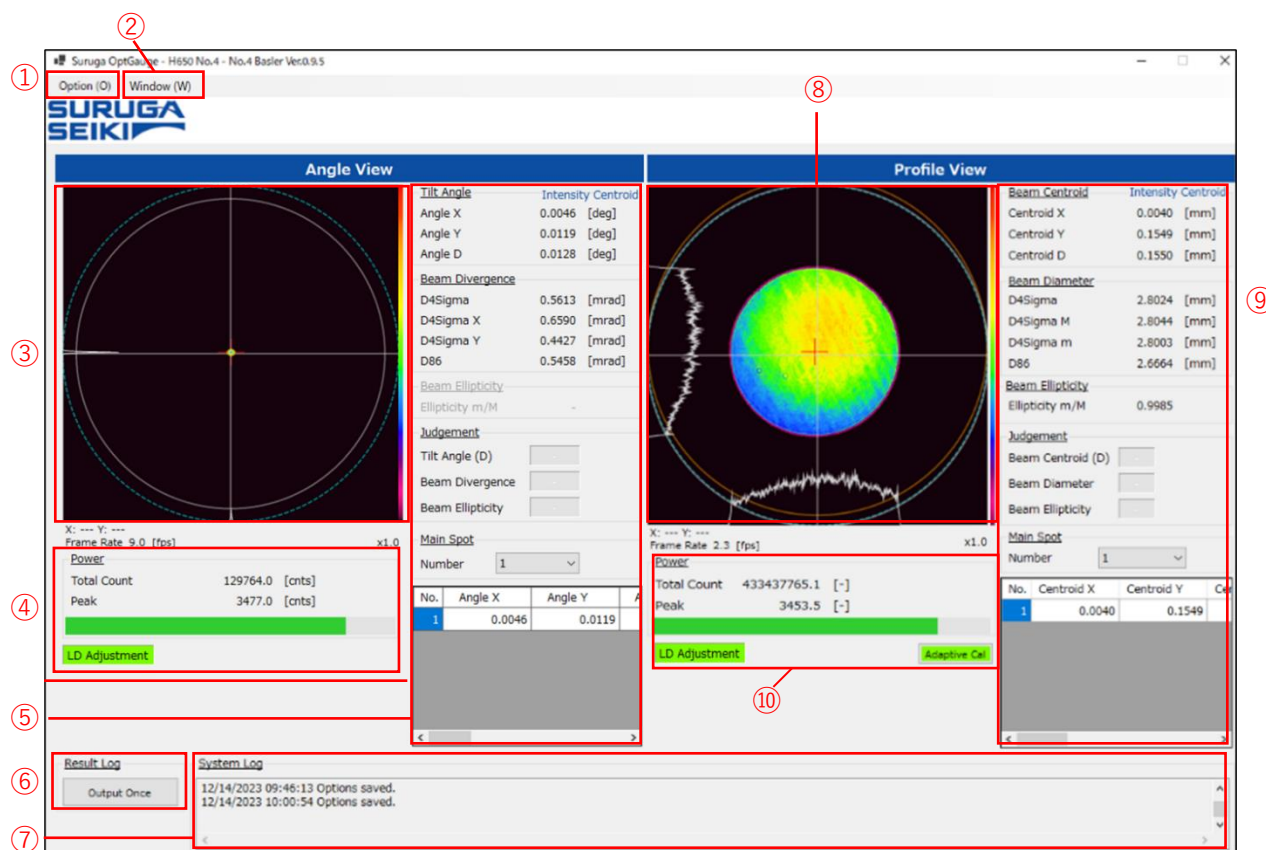 ②
Suruga OptGauge - H650 No.4 - No.4 Basler Ver.0.9.5
①
Option (O) Window (W)
⑧
SURUGA
SEIKI
Angle View
Profile View
Tilt Angle Intensity Centroid
Angle X 0.0046 [deg]
Angle Y 0.0119 [deg]
Angle D 0.0128 [deg]
Beam Divergence
D4Sigma 0.5613 [mrad]
D4Sigma X 0.6590 [mrad]
D4Sigma Y 0.4427 [mrad]
D86 0.5458 [mrad]
Beam Ellipticity
Ellipticity m/M -
Judgement
Tilt Angle (D) -
Beam Divergence -
Beam Ellipticity -
Main Spot
Number 1
No. Angle X Angle Y A
1 0.0046 0.0119
③
X: --- Y: ---
Frame Rate 9.0 [fps] x1.0
④
Power
Total Count 129764.0 [cnts]
Peak 3477.0 [cnts]
LD Adjustment
⑤
Beam Centroid Intensity Centroid
Centroid X 0.0040 [mm]
Centroid Y 0.1549 [mm]
Centroid D 0.1550 [mm]
Beam Diameter
D4Sigma 2.8024 [mm]
D4Sigma M 2.8044 [mm]
D4Sigma m 2.8003 [mm]
D86 2.6664 [mm]
Beam Ellipticity
Ellipticity m/M 0.9985
Judgement
Beam Centroid (D) -
Beam Diameter -
Beam Ellipticity -
Main Spot
Number 1
No. Centroid X Centroid Y Cen
1 0.0040 0.1549
⑨
X: --- Y: ---
Frame Rate 2.3 [fps] x1.0
Power
Total Count 433437765.1 [-]
Peak 3453.5 [-]
LD Adjustment Adaptive Cal
⑩
⑥
Result Log
Output Once
System Log
12/14/2023 09:46:13 Options saved.
12/14/2023 10:00:54 Options saved.
⑦